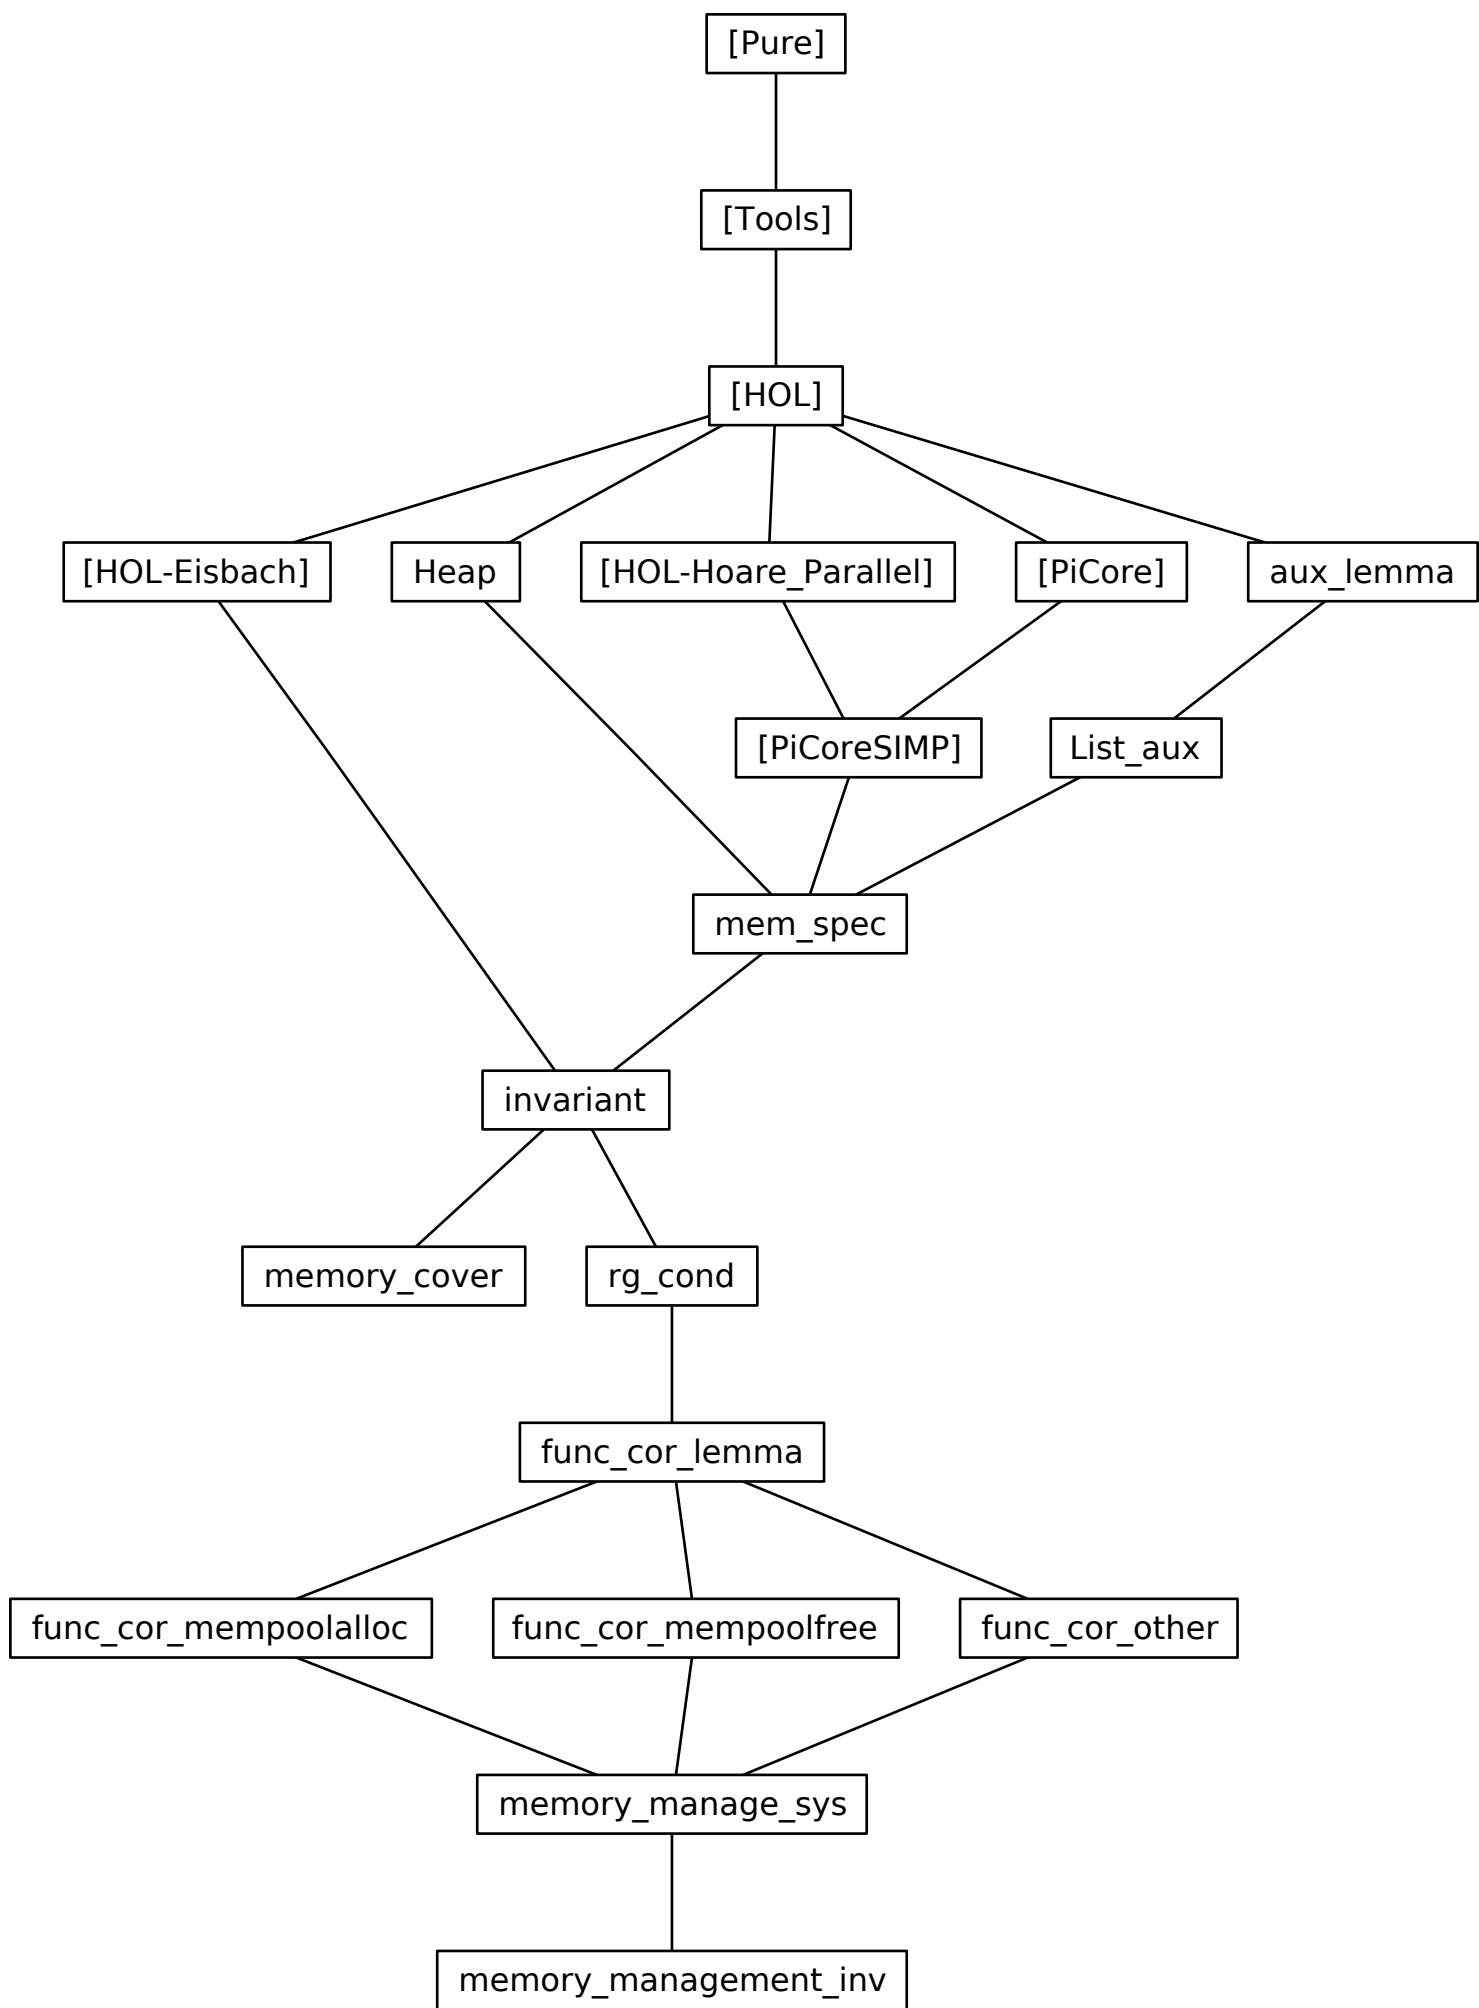 [Pure]
[Tools]
[HOL]
[HOL-Eisbach]
Heap
[HOL-Hoare_Parallel]
[PiCore]
aux_lemma
[PiCoreSIMP]
List_aux
mem_spec
invariant
memory_cover
rg_cond
func_cor_lemma
func_cor_mempoolalloc
func_cor_mempoolfree
func_cor_other
memory_manage_sys
memory_management_inv